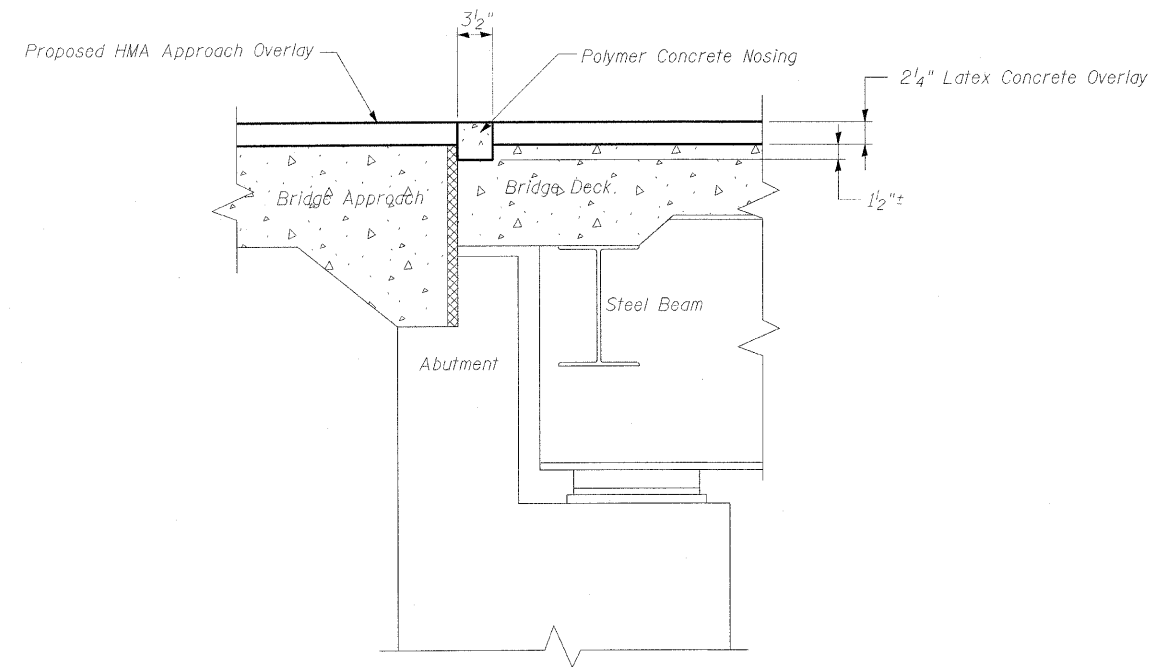 3½"
Proposed HMA Approach Overlay
Polymer Concrete Nosing
2¼" Latex Concrete Overlay
Bridge Approach
Bridge Deck
1½"±
Steel Beam
Abutment